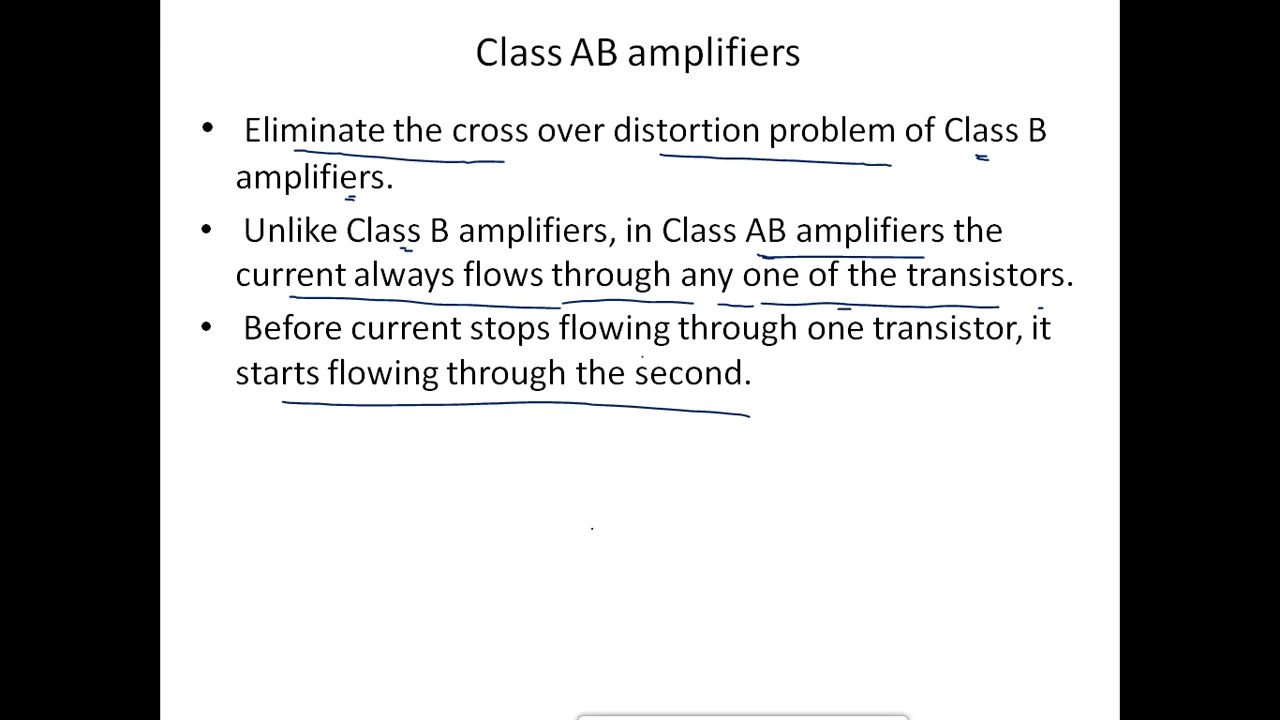 Class AB amplifiers
• Eliminate the cross over distortion problem of Class B
amplifiers.
• Unlike Class B amplifiers, in Class AB amplifiers the
current always flows through any one of the transistors.
• Before current stops flowing through one transistor, it
starts flowing through the second.